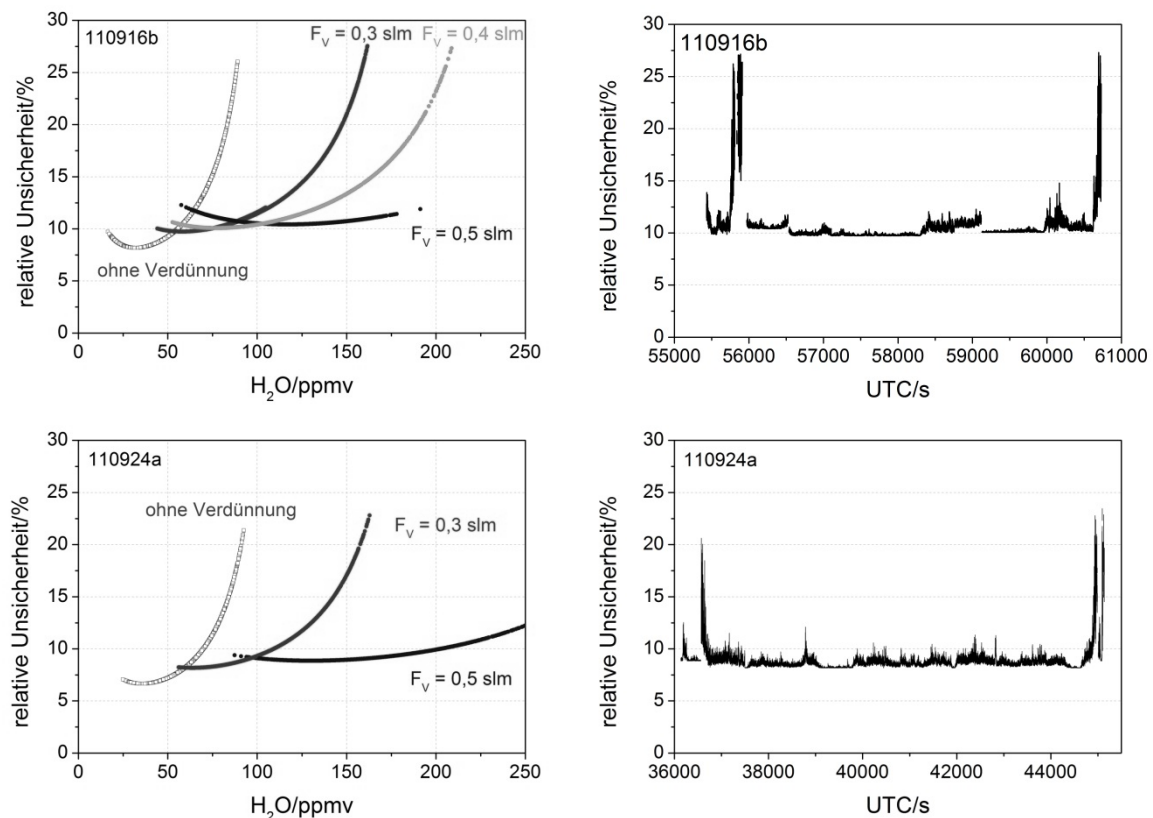 110916b
F_V = 0,3 slm
F_V = 0,4 slm
F_V = 0,5 slm
ohne Verdünnung
relative Unsicherheit/%
0 5 10 15 20 25 30
0 50 100 150 200 250
H₂O/ppmv
110916b
relative Unsicherheit/%
0 5 10 15 20 25 30
55000 56000 57000 58000 59000 60000 61000
UTC/s
110924a
ohne Verdünnung
F_V = 0,3 slm
F_V = 0,5 slm
relative Unsicherheit/%
0 5 10 15 20 25 30
0 50 100 150 200 250
H₂O/ppmv
110924a
relative Unsicherheit/%
0 5 10 15 20 25 30
36000 38000 40000 42000 44000
UTC/s